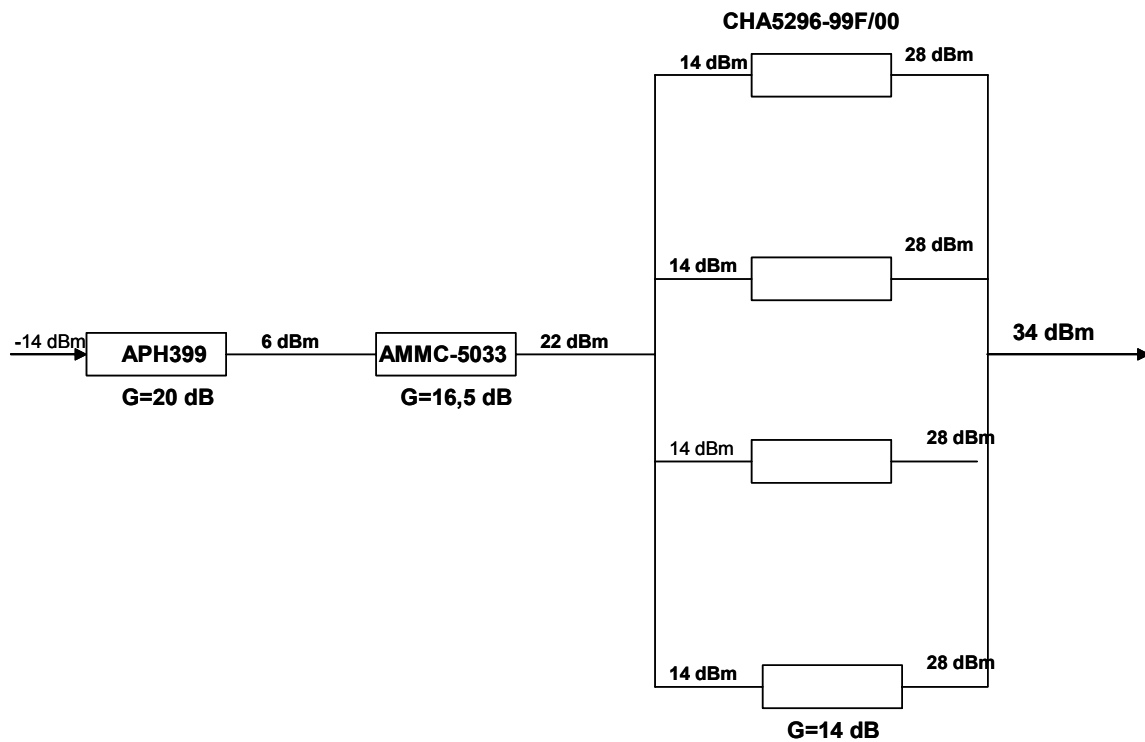 CHA5296-99F/00
14 dBm
28 dBm
14 dBm
28 dBm
-14 dBm
APH399
6 dBm
AMMC-5033
22 dBm
34 dBm
G=20 dB
G=16,5 dB
14 dBm
28 dBm
14 dBm
28 dBm
G=14 dB